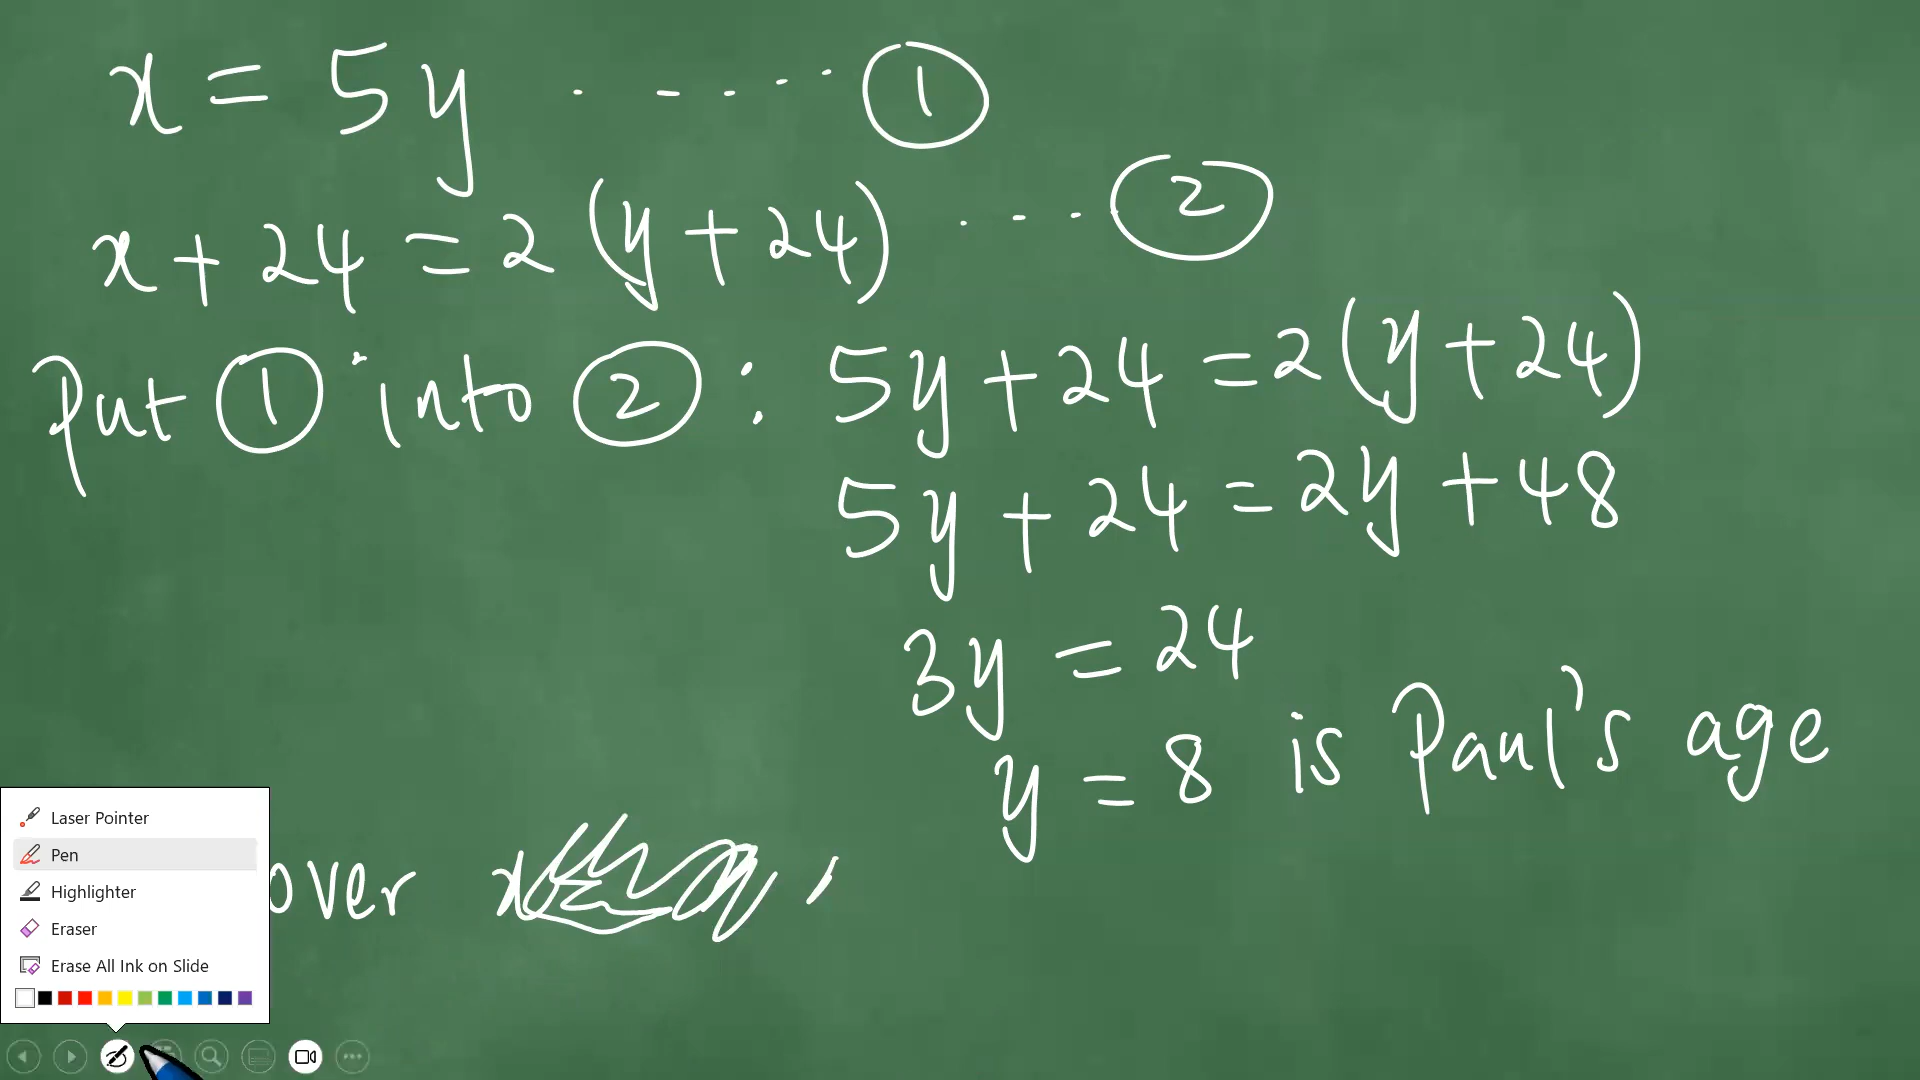 x = 5y ...... ①
x + 24 = 2 (y + 24) .... ②
Put ① into ② : 5y + 24 = 2(y + 24)
5y + 24 = 2y + 48
3y = 24
y = 8 is Paul's age
over x
Laser Pointer
Pen
Highlighter
Eraser
Erase All Ink on Slide